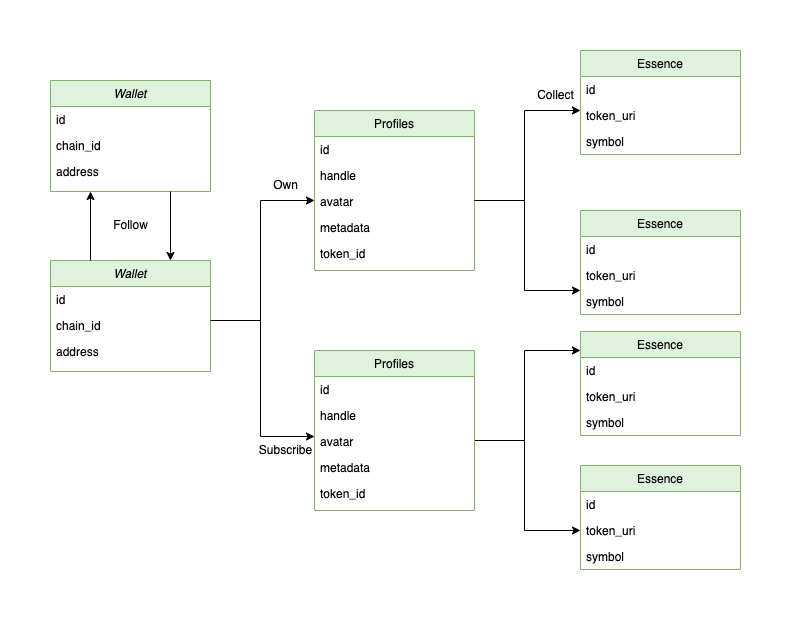 Wallet
id
chain_id
address
Follow
Wallet
id
chain_id
address
Own
Subscribe
Profiles
id
handle
avatar
metadata
token_id
Profiles
id
handle
avatar
metadata
token_id
Collect
Essence
id
token_uri
symbol
Essence
id
token_uri
symbol
Essence
id
token_uri
symbol
Essence
id
token_uri
symbol